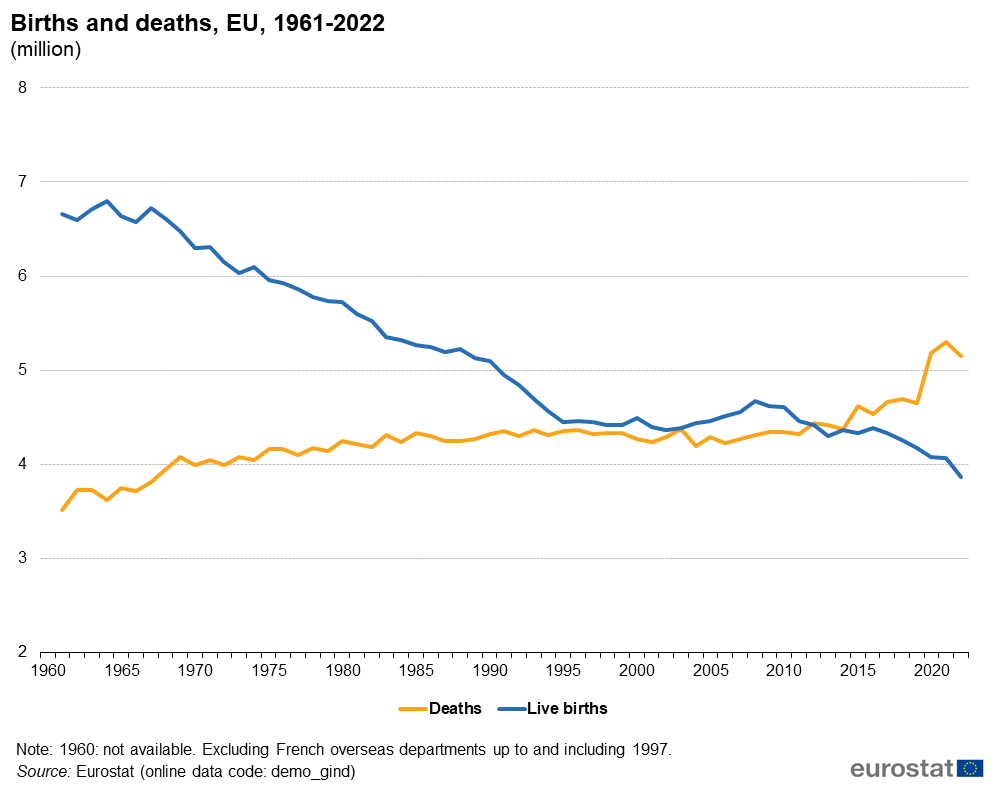 Births and deaths, EU, 1961-2022
(million)
8
7
6
5
4
3
2
1960 1965 1970 1975 1980 1985 1990 1995 2000 2005 2010 2015 2020
Deaths Live births
Note: 1960: not available. Excluding French overseas departments up to and including 1997.
Source: Eurostat (online data code: demo_gind)
eurostat